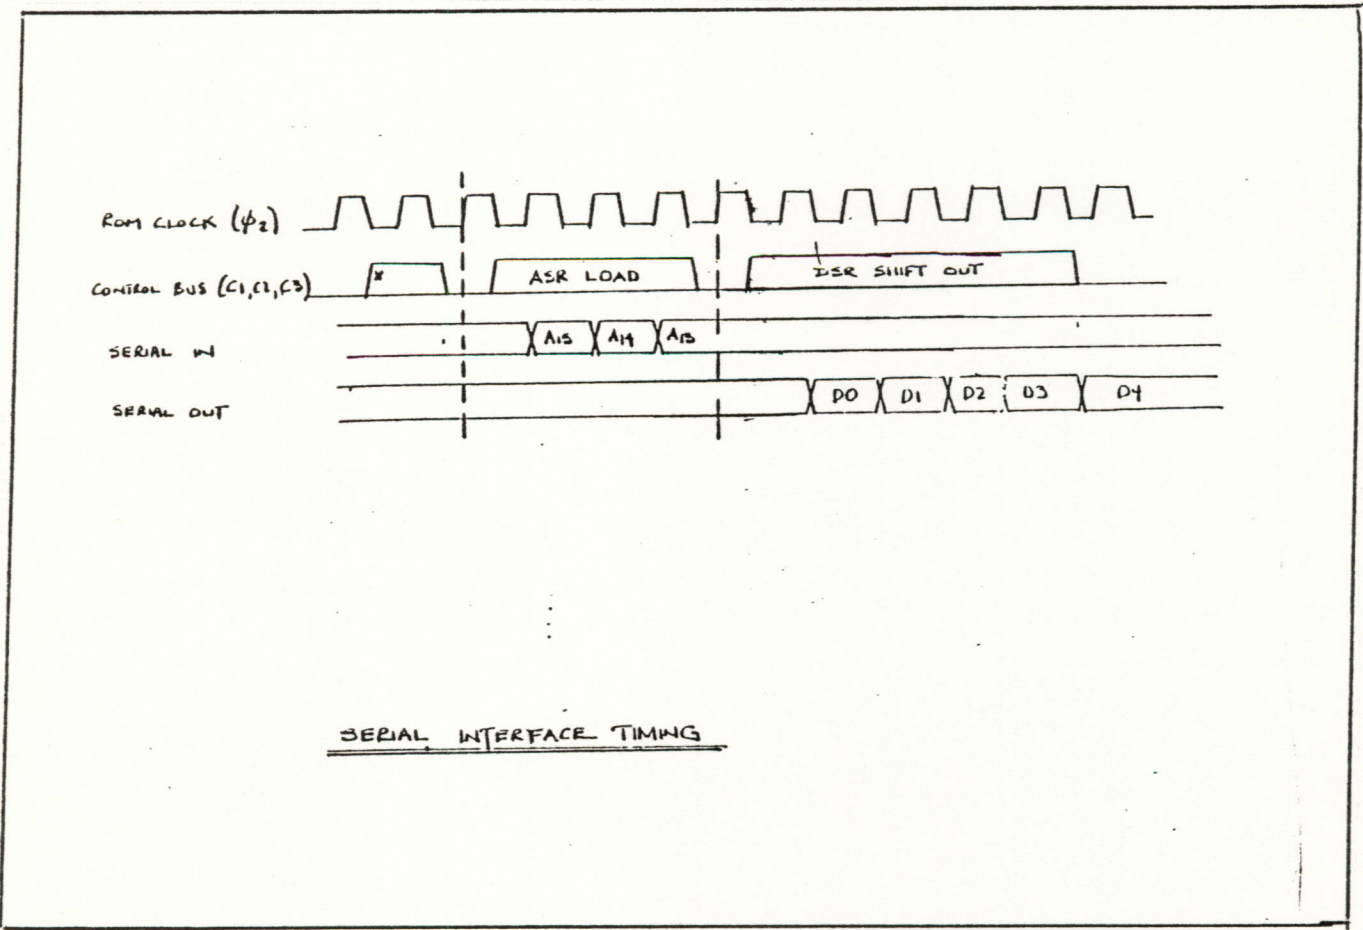 ROM CLOCK (ϕ2)
CONTROL BUS (C1,C2,C3) * ASR LOAD DSR SHIFT OUT
SERIAL IN A15 A14 A13
SERIAL OUT D0 D1 D2 D3 D4
SERIAL INTERFACE TIMING